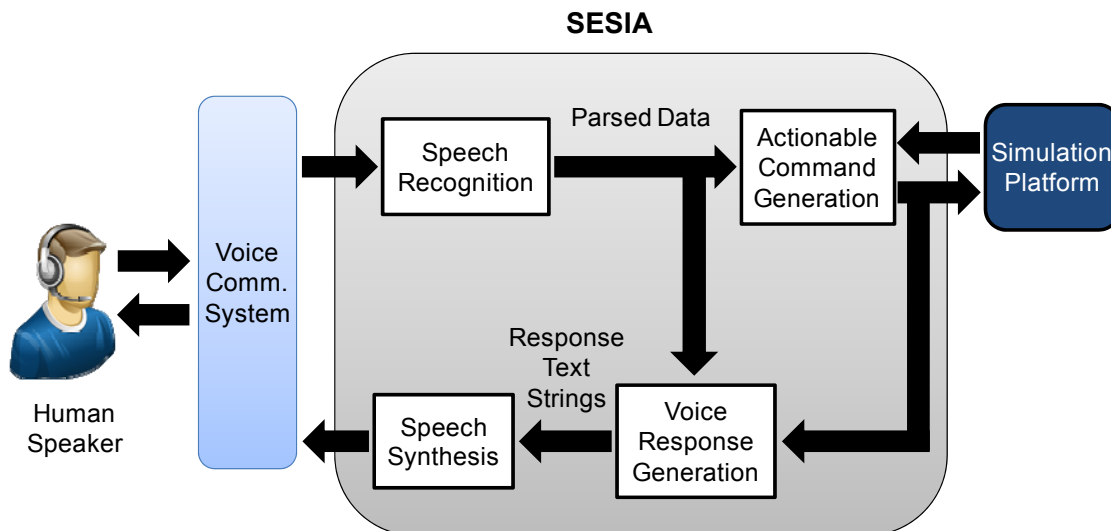 SESIA
Parsed Data
Speech
Recognition
Actionable
Command
Generation
Simulation
Platform
Voice
Comm.
System
Human
Speaker
Response
Text
Strings
Speech
Synthesis
Voice
Response
Generation